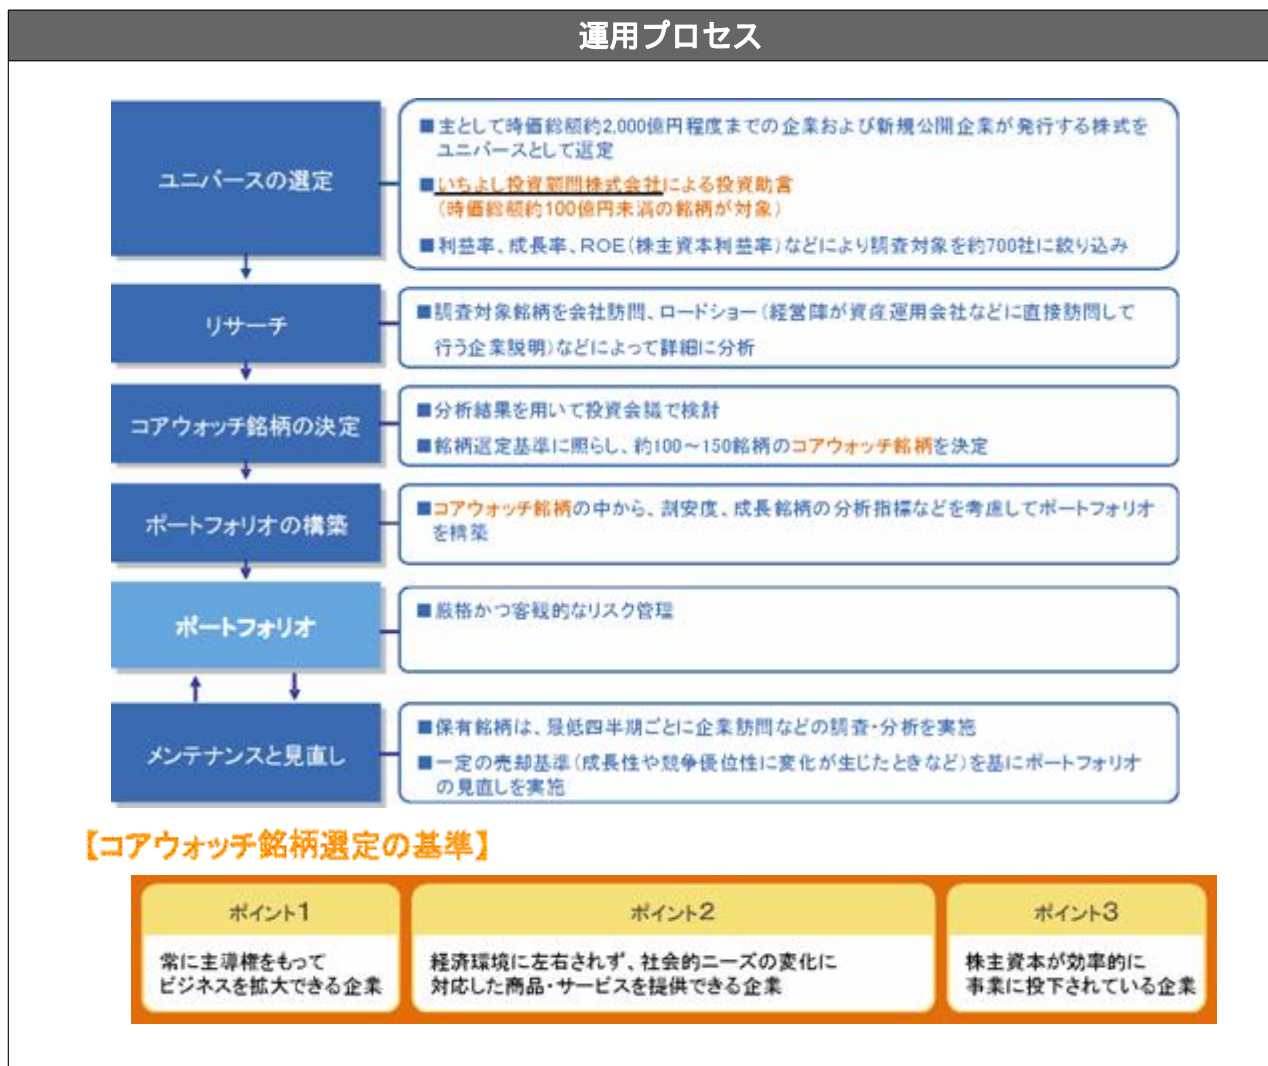 運用プロセス
ユニバースの選定
■主として時価総額約2,000億円程度までの企業および新規公開企業が発行する株式を
ユニバースとして選定
■いちよし投資顧問株式会社による投資助言
（時価総額約100億円未満の銘柄が対象）
■利益率、成長率、ROE（株主資本利益率）などにより調査対象を約700社に絞り込み
リサーチ
■調査対象銘柄を会社訪問、ロードショー（経営陣が資産運用会社などに直接訪問して
行う企業説明）などによって詳細に分析
コアウォッチ銘柄の決定
■分析結果を用いて投資会議で検討
■銘柄選定基準に照らし、約100～150銘柄のコアウォッチ銘柄を決定
ポートフォリオの構築
■コアウォッチ銘柄の中から、割安度、成長銘柄の分析指標などを考慮してポートフォリオ
を構築
ポートフォリオ
■厳格かつ客観的なリスク管理
メンテナンスと見直し
■保有銘柄は、最低四半期ごとに企業訪問などの調査・分析を実施
■一定の売却基準（成長性や競争優位性に変化が生じたときなど）を基にポートフォリオ
の見直しを実施
【コアウォッチ銘柄選定の基準】
ポイント1
常に主導権をもって
ビジネスを拡大できる企業
ポイント2
経済環境に左右されず、社会的ニーズの変化に
対応した商品・サービスを提供できる企業
ポイント3
株主資本が効率的に
事業に投下されている企業